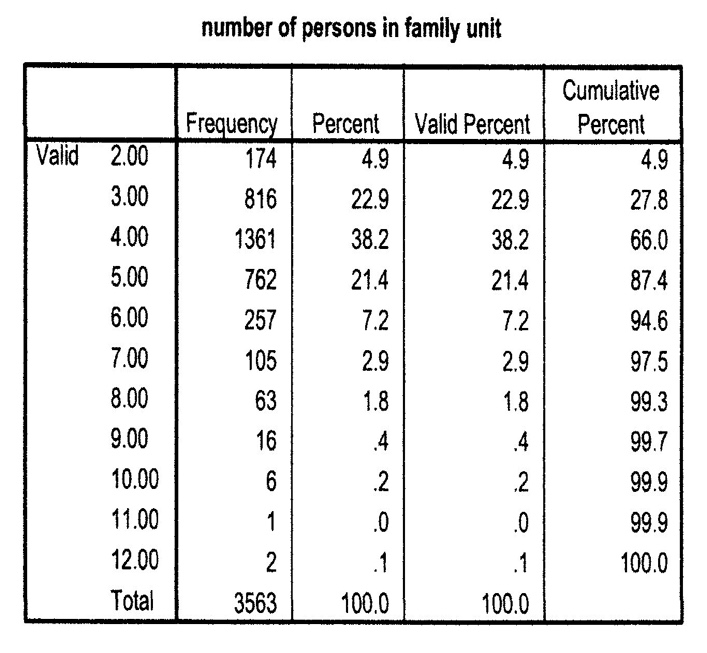 number of persons in family unit
Cumulative
Frequency Percent Valid Percent Percent
Valid 2.00 174 4.9 4.9 4.9
3.00 816 22.9 22.9 27.8
4.00 1361 38.2 38.2 66.0
5.00 762 21.4 21.4 87.4
6.00 257 7.2 7.2 94.6
7.00 105 2.9 2.9 97.5
8.00 63 1.8 1.8 99.3
9.00 16 .4 .4 99.7
10.00 6 .2 .2 99.9
11.00 1 .0 .0 99.9
12.00 2 .1 .1 100.0
Total 3563 100.0 100.0